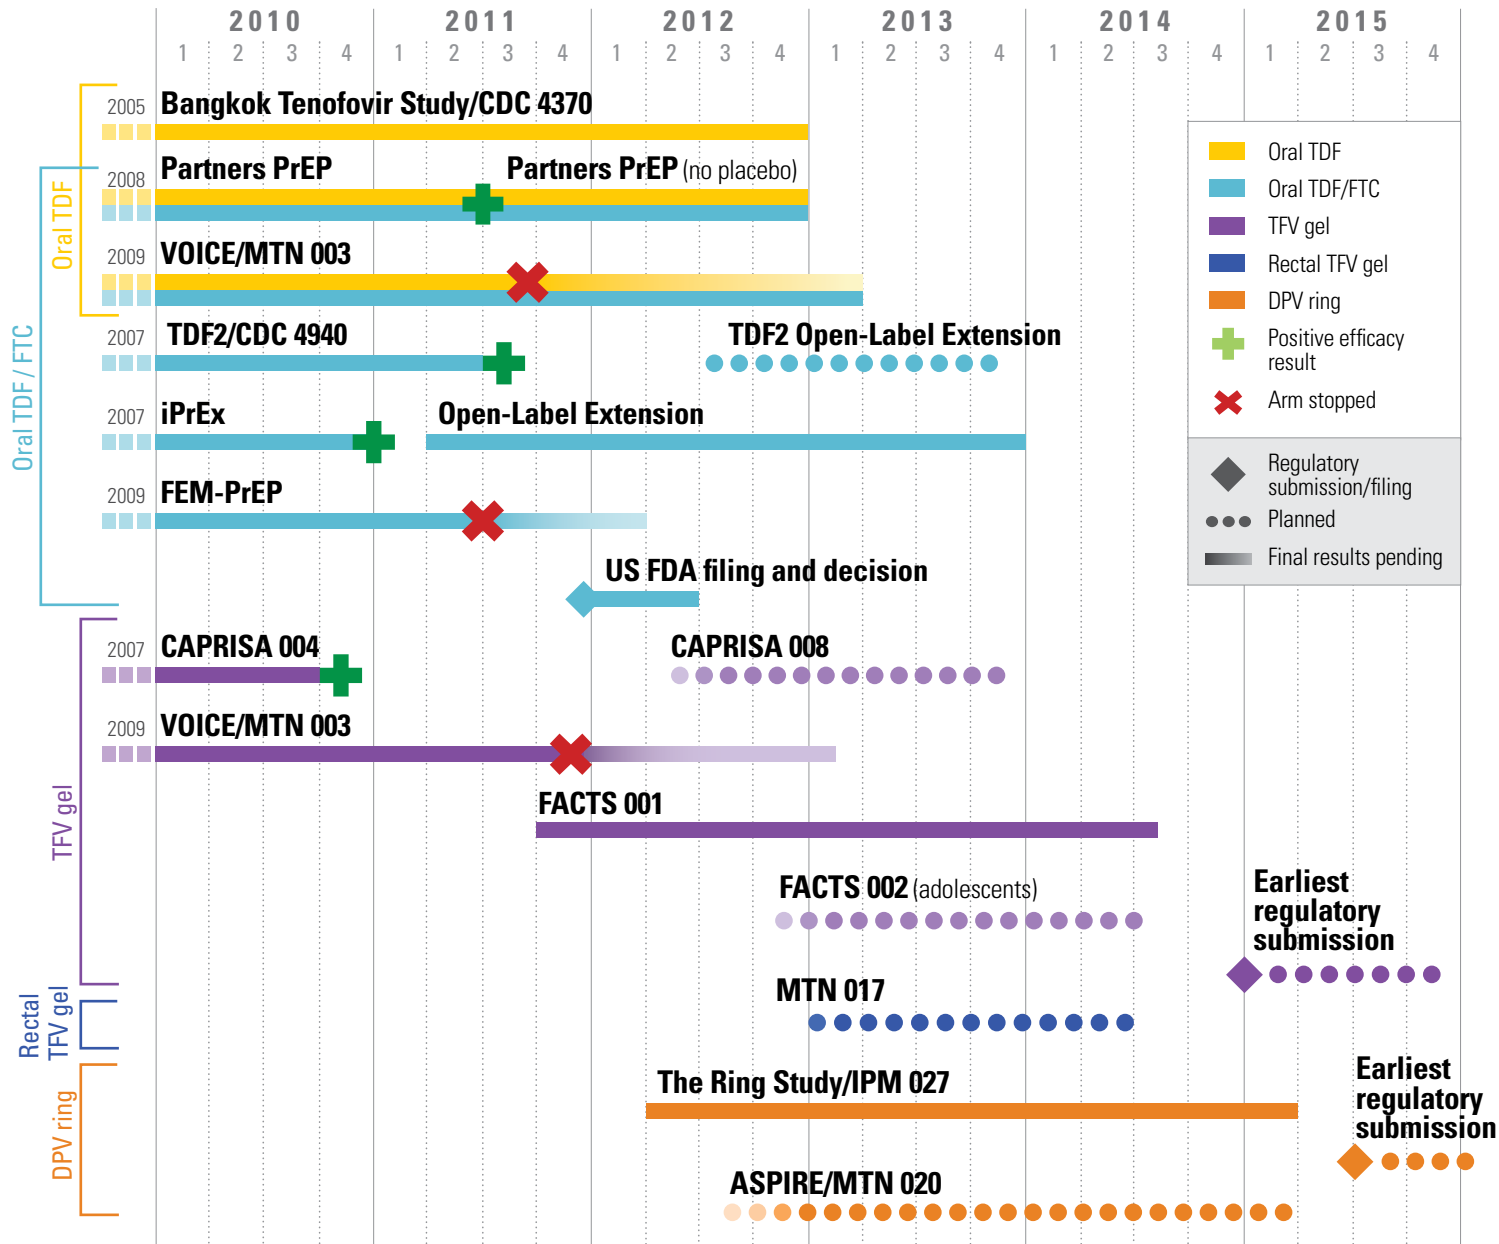 2010 2011 2012 2013 2014 2015
1 2 3 4 1 2 3 4 1 2 3 4 1 2 3 4 1 2 3 4 1 2 3 4
2005 Bangkok Tenofovir Study/CDC 4370
2008 Partners PrEP Partners PrEP (no placebo)
2009 VOICE/MTN 003
2007 TDF2/CDC 4940 TDF2 Open-Label Extension
2007 iPrEx Open-Label Extension
2009 FEM-PrEP
US FDA filing and decision
2007 CAPRISA 004 CAPRISA 008
2009 VOICE/MTN 003
FACTS 001
FACTS 002 (adolescents)
Earliest
regulatory
submission
MTN 017
The Ring Study/IPM 027
Earliest
regulatory
submission
ASPIRE/MTN 020
Oral TDF
Oral TDF / FTC
TFV gel
Rectal
TFV gel
DPV ring
Oral TDF
Oral TDF/FTC
TFV gel
Rectal TFV gel
DPV ring
Positive efficacy
result
Arm stopped
Regulatory
submission/filing
Planned
Final results pending